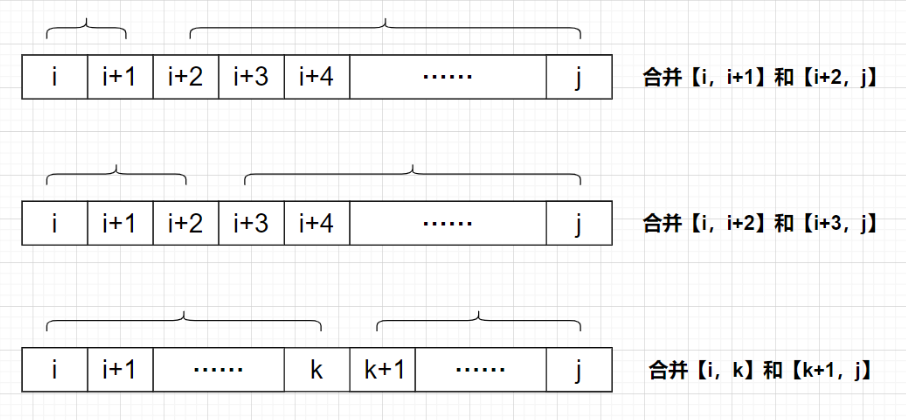 i i+1 i+2 i+3 i+4 …… j 合并【i，i+1】和【i+2，j】
i i+1 i+2 i+3 i+4 …… j 合并【i，i+2】和【i+3，j】
i i+1 …… k k+1 …… j 合并【i，k】和【k+1，j】